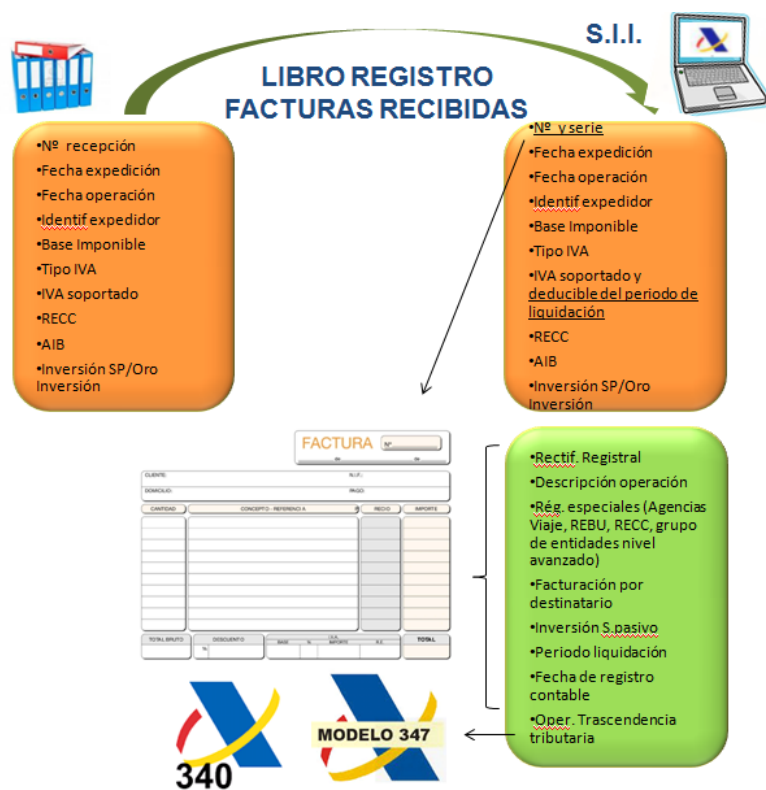 S.I.I.
LIBRO REGISTRO
FACTURAS RECIBIDAS
•Nº recepción
•Fecha expedición
•Fecha operación
•Identif expedidor
•Base Imponible
•Tipo IVA
•IVA soportado
•RECC
•AIB
•Inversión SP/Oro
Inversión
•Nº y serie
•Fecha expedición
•Fecha operación
•Identif expedidor
•Base Imponible
•Tipo IVA
•IVA soportado y
deducible del periodo de
liquidación
•RECC
•AIB
•Inversión SP/Oro
Inversión
FACTURA Nº
CLIENTE: N.I.F.:
DOMICILIO: PAGO:
CANTIDAD CONCEPTO - REFERENCIA RECIO IMPORTE
TOTAL BRUTO DESCUENTO BASE % IMPORTE R.E. TOTAL
%
•Rectif. Registral
•Descripción operación
•Rég. especiales (Agencias
Viaje, REBU, RECC, grupo
de entidades nivel
avanzado)
•Facturación por
destinatario
•Inversión S.pasivo
•Periodo liquidación
•Fecha de registro
contable
•Oper. Trascendencia
tributaria
340
MODELO 347